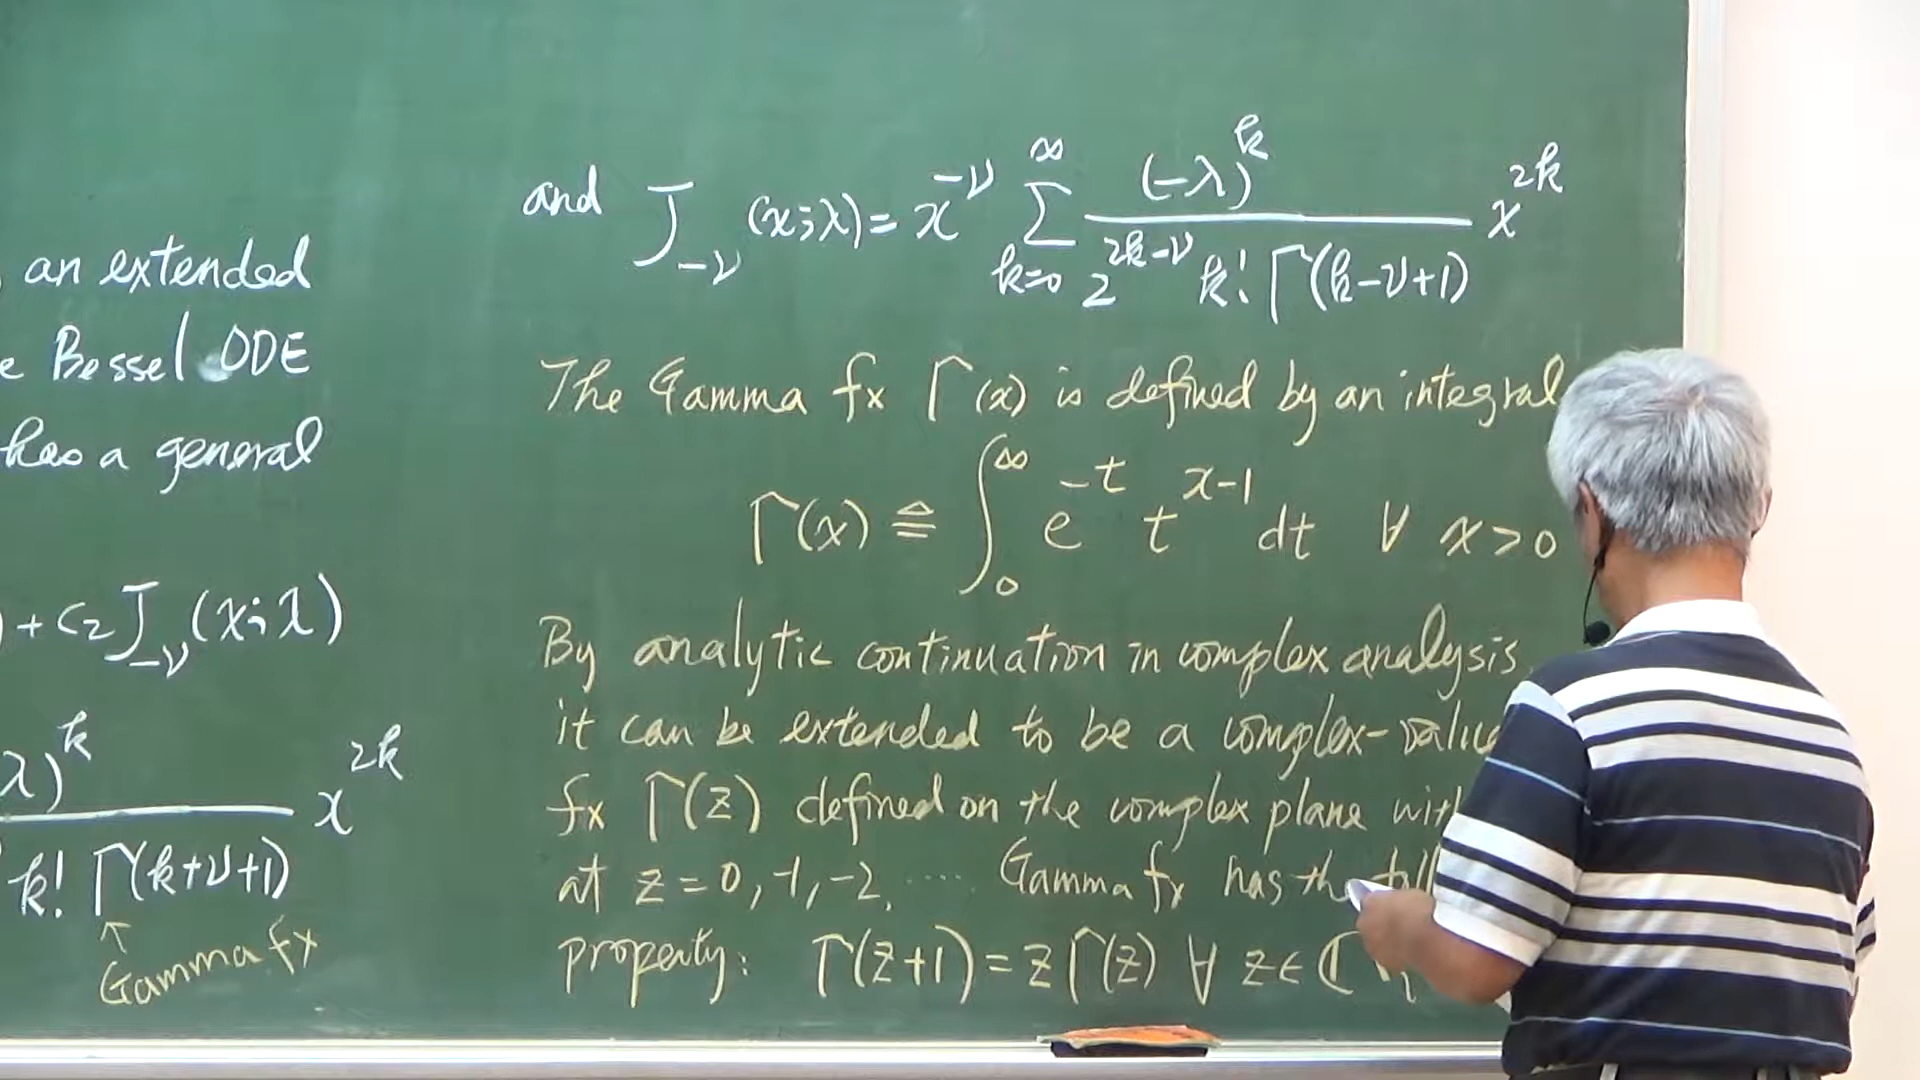 an extended
Bessel ODE
has a general
) + c₂ J_{-ν}(x;λ)
λ)^k
x^{2k}
k! Γ(k+ν+1)
↑
Gamma fx
and J_{-ν}(x;λ) = x^{-ν} ∑_{k=0}^{∞} \frac{(-λ)^k}{2^{2k-ν} k! Γ(k-ν+1)} x^{2k}
The Gamma fx Γ(x) is defined by an integral
Γ(x) ≙ ∫_0^∞ e^{-t} t^{x-1} dt ∀ x>0
By analytic continuation in complex analysis,
it can be extended to be a complex-value
fx Γ(z) defined on the complex plane
at z=0,-1,-2, ..... Gamma fx has
property: Γ(z+1) = zΓ(z) ∀ z∈ℂ